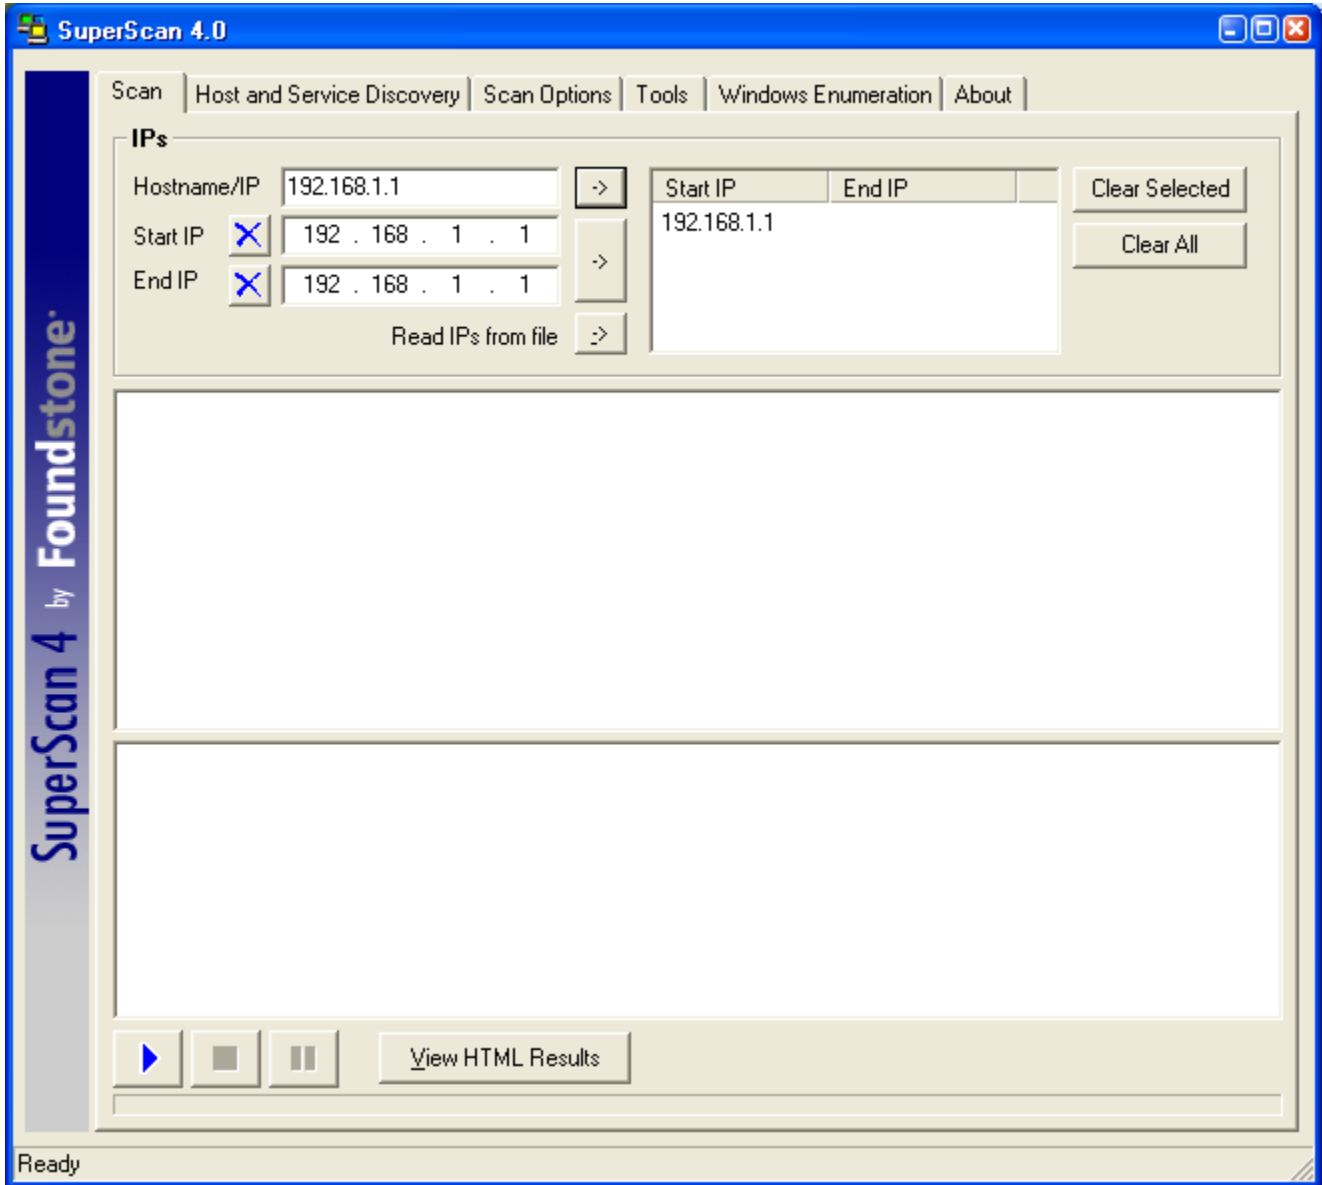 SuperScan 4.0
Scan Host and Service Discovery Scan Options Tools Windows Enumeration About
IPs
Hostname/IP 192.168.1.1 ->
Start IP 192 . 168 . 1 . 1
End IP 192 . 168 . 1 . 1
->
Read IPs from file ->
Start IP End IP
192.168.1.1
Clear Selected
Clear All
SuperScan 4 by Foundstone
View HTML Results
Ready